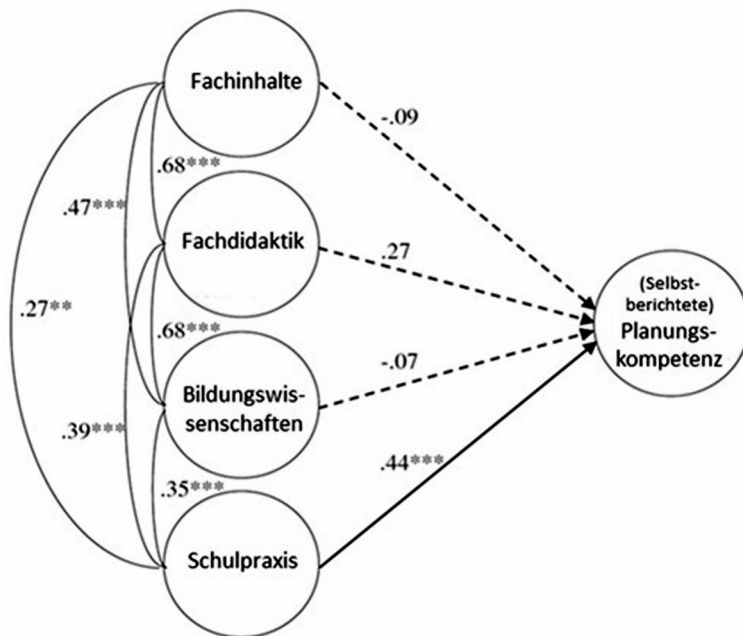 Fachinhalte
-.09
.68***
.47***
Fachdidaktik
.27
(Selbst-
berichtete)
Planungs-
kompetenz
.27**
.68***
-.07
Bildungswis-
senschaften
.39***
.44***
.35***
Schulpraxis